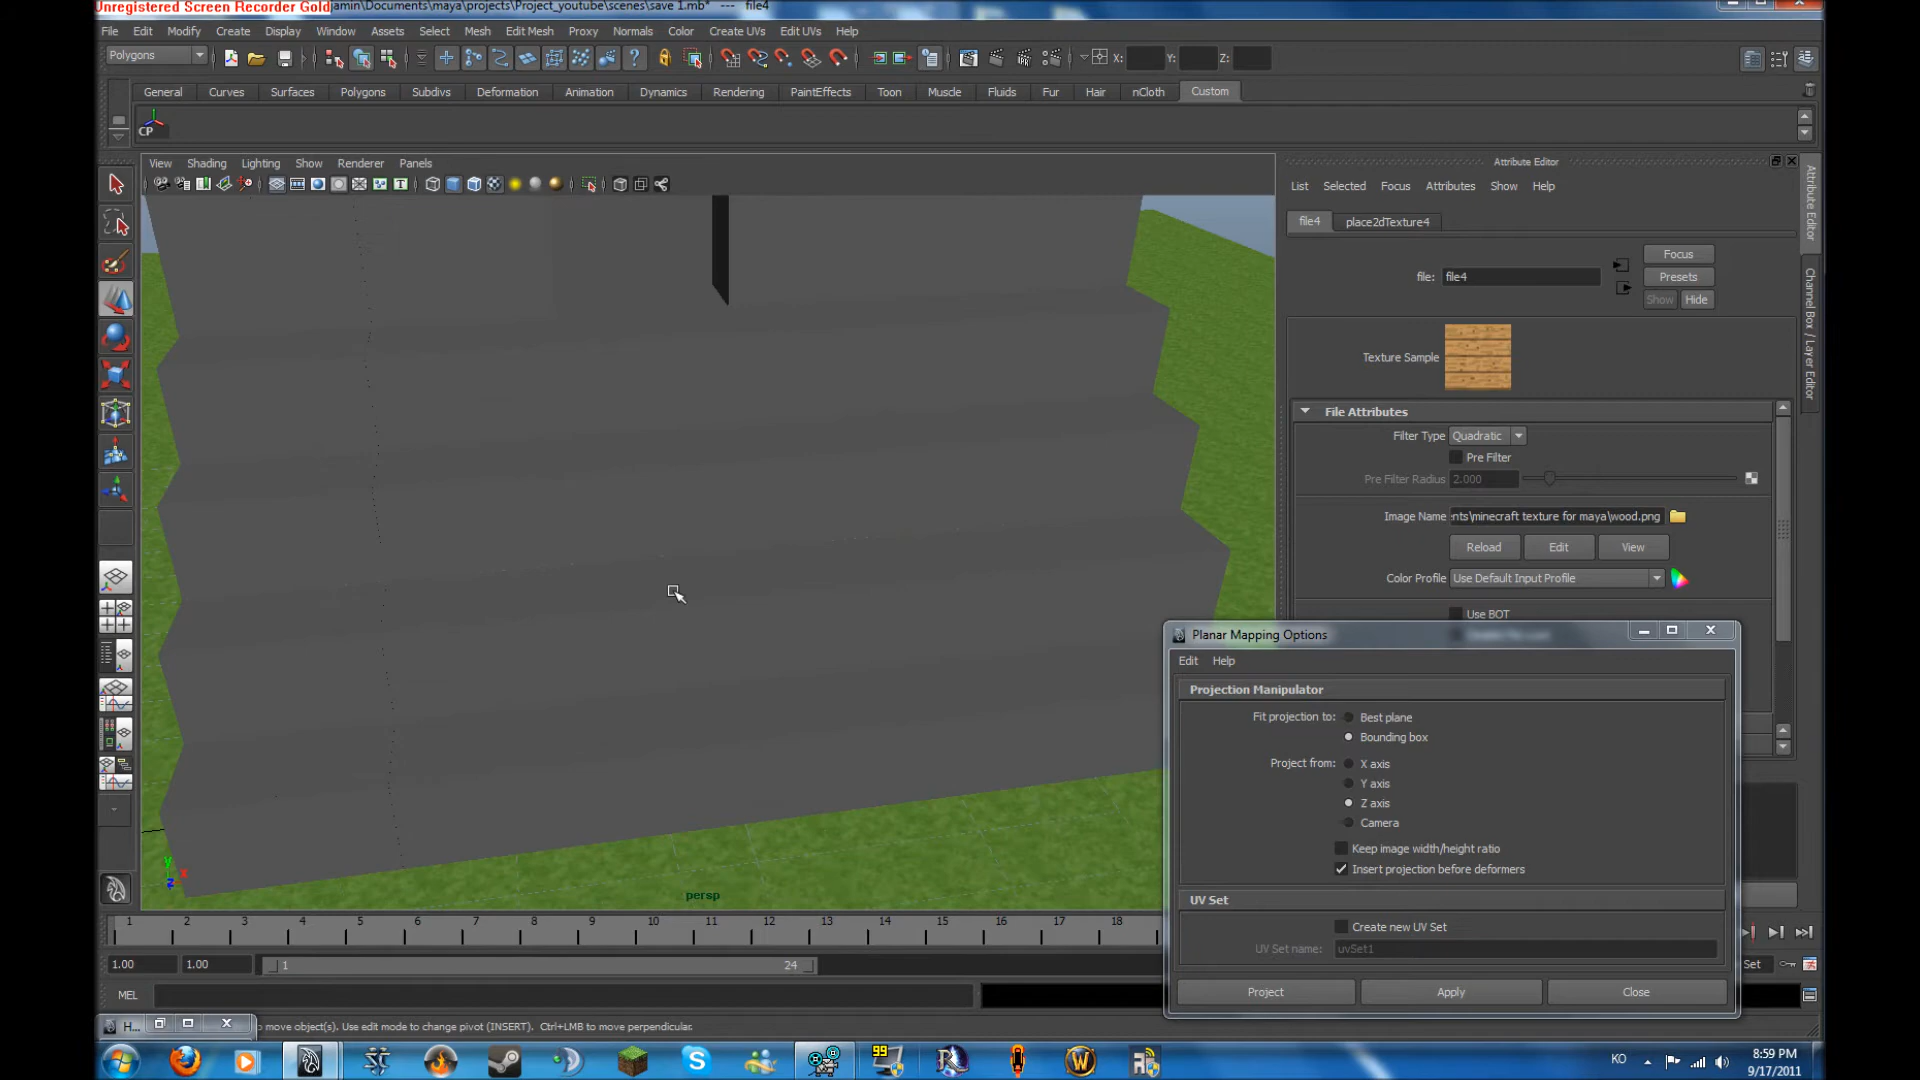 Unregistered Screen Recorder Gold jamin\Documents\maya\projects\Project_youtube\scenes\save 1.mb* --- file4
File Edit Modify Create Display Window Assets Select Mesh Edit Mesh Proxy Normals Color Create UVs Edit UVs Help
Polygons X: Y: Z:
General Curves Surfaces Polygons Subdivs Deformation Animation Dynamics Rendering PaintEffects Toon Muscle Fluids Fur Hair nCloth Custom
CP
View Shading Lighting Show Renderer Panels
Attribute Editor
List Selected Focus Attributes Show Help
file4 place2dTexture4
Focus
file: file4 Presets
Show Hide
Texture Sample
File Attributes
Filter Type Quadratic
Pre Filter
Pre Filter Radius 2.000
Image Name nts\minecraft texture for maya\wood.png
Reload Edit View
Color Profile Use Default Input Profile
Use BOT
Attribute Editor
Channel Box / Layer Editor
Planar Mapping Options
Edit Help
Projection Manipulator
Fit projection to: Best plane
Bounding box
Project from: X axis
Y axis
Z axis
Camera
Keep image width/height ratio
Insert projection before deformers
UV Set
Create new UV Set
UV Set name: uvSet1
Project Apply Close
y x z
persp
1 2 3 4 5 6 7 8 9 10 11 12 13 14 15 16 17 18
1.00 1.00 1 24 Set
MEL
H... to move object(s). Use edit mode to change pivot (INSERT). Ctrl+LMB to move perpendicular.
99
KO 8:59 PM
9/17/2011